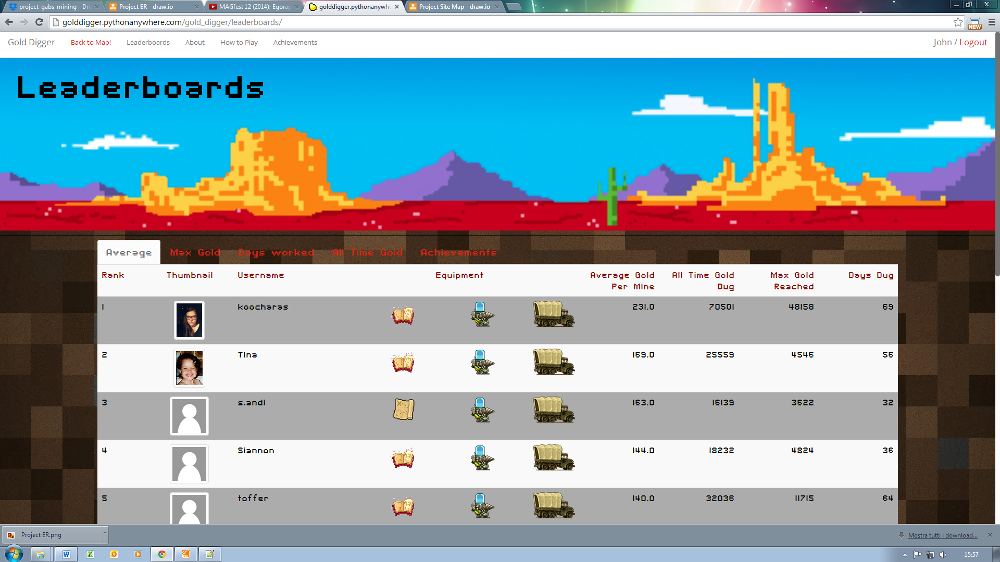 project-gabs-mining - Dro
Project ER - draw.io
MAGfest 12 (2014): Egorap
golddigger.pythonanywhe
Project Site Map - draw.io
golddigger.pythonanywhere.com/gold_digger/leaderboards/
NEW
Gold Digger Back to Map! Leaderboards About How to Play Achievements John / Logout
Leaderboards
Average Max Gold Days worked All Time Gold Achievements
Rank Thumbnail Username Equipment Average Gold Per Mine All Time Gold Dug Max Gold Reached Days Dug
1 koocharas 231.0 70501 48158 69
2 Tina 169.0 25559 4546 56
3 s.andi 163.0 16139 3622 32
4 Siannon 144.0 18232 4824 36
5 toffer 140.0 32036 11715 64
Project ER.png
Mostra tutti i download...
15:57